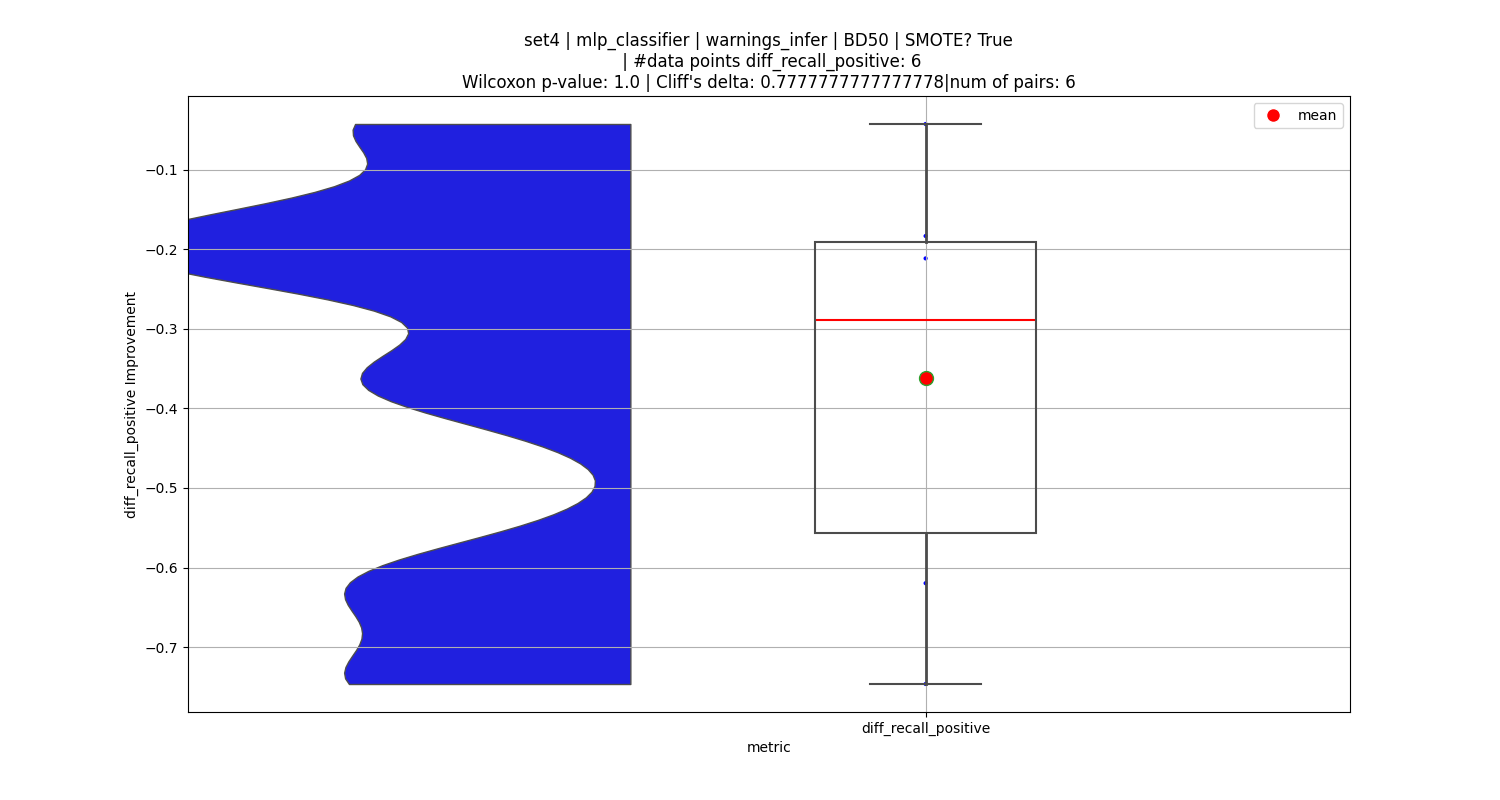 set4 | mlp_classifier | warnings_infer | BD50 | SMOTE? True
| #data points diff_recall_positive: 6
Wilcoxon p-value: 1.0 | Cliff's delta: 0.7777777777777778|num of pairs: 6
mean
−0.1
−0.2
−0.3
−0.4
−0.5
−0.6
−0.7
diff_recall_positive Improvement
diff_recall_positive
metric